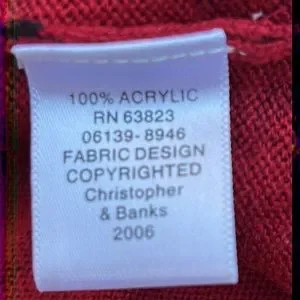 100% ACRYLIC
RN 63823
06139-8946
FABRIC DESIGN
COPYRIGHTED
Christopher
& Banks
2006